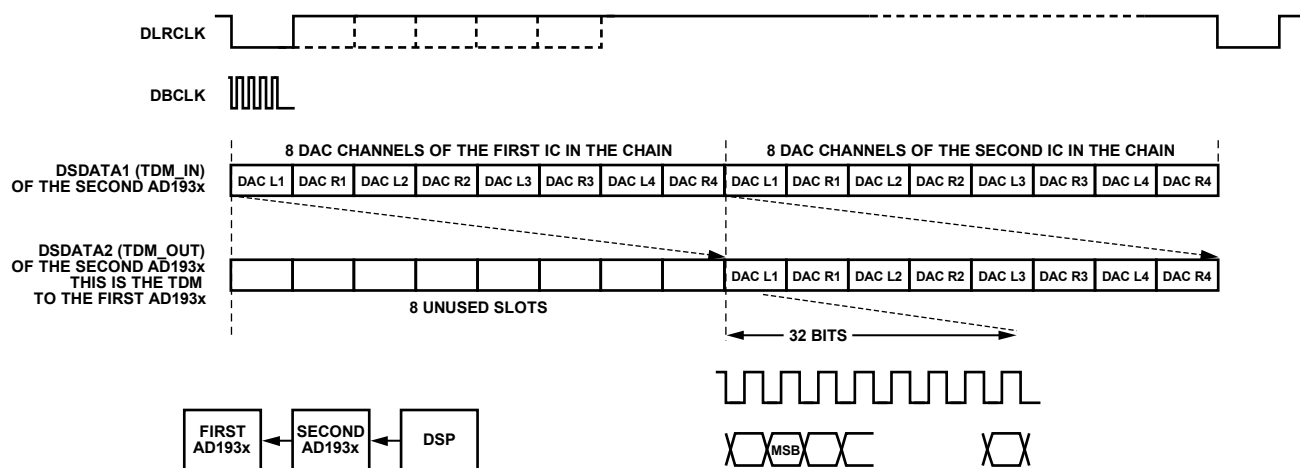 DLRCLK
DBCLK
8 DAC CHANNELS OF THE FIRST IC IN THE CHAIN
8 DAC CHANNELS OF THE SECOND IC IN THE CHAIN
DSDATA1 (TDM_IN)
OF THE SECOND AD193x
DAC L1 DAC R1 DAC L2 DAC R2 DAC L3 DAC R3 DAC L4 DAC R4 DAC L1 DAC R1 DAC L2 DAC R2 DAC L3 DAC R3 DAC L4 DAC R4
DSDATA2 (TDM_OUT)
OF THE SECOND AD193x
THIS IS THE TDM
TO THE FIRST AD193x
DAC L1 DAC R1 DAC L2 DAC R2 DAC L3 DAC R3 DAC L4 DAC R4
8 UNUSED SLOTS
32 BITS
FIRST
AD193x
SECOND
AD193x
DSP
MSB